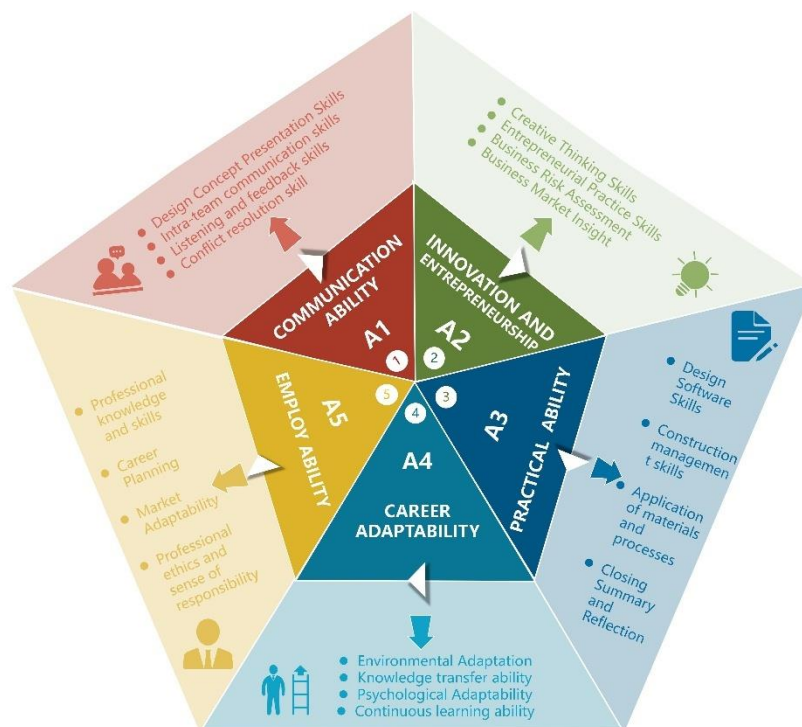 Design Concept Presentation Skills
Intra-team communication skills
Listening and feedback skills
Conflict resolution skill
COMMUNICATION
ABILITY
A1
1
Creative Thinking Skills
Entrepreneurial Practice Skills
Business Risk Assessment
Business Market Insight
INNOVATION AND
ENTREPRENEURSHIP
A2
2
Design
Software
Skills
Construction
managemen
t skills
Application
of materials
and
processes
Closing
Summary
and
Reflection
PRACTICAL ABILITY
A3
3
4
A4
CAREER
ADAPTABILITY
Environmental Adaptation
Knowledge transfer ability
Psychological Adaptability
Continuous learning ability
5
A5
EMPLOY ABILITY
Professional
knowledge
and skills
Career
Planning
Market
Adaptability
Professional
ethics and
sense of
responsibility